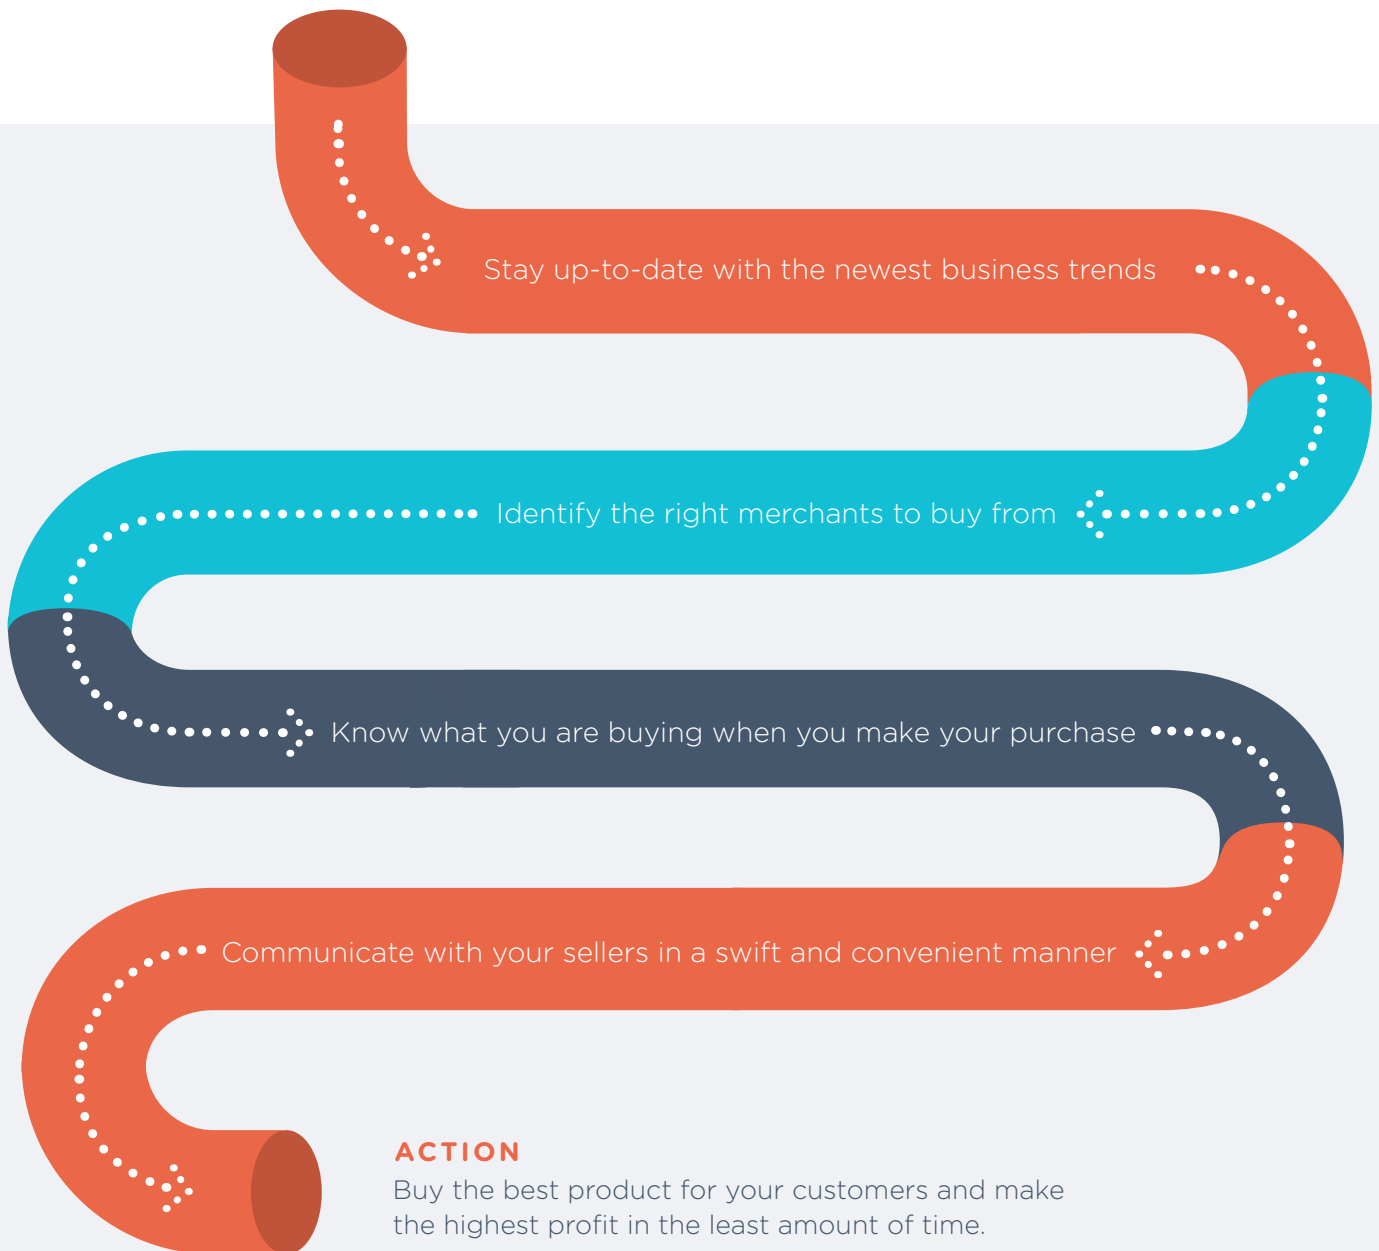 Stay up-to-date with the newest business trends
Identify the right merchants to buy from
Know what you are buying when you make your purchase
Communicate with your sellers in a swift and convenient manner
ACTION
Buy the best product for your customers and make
the highest profit in the least amount of time.